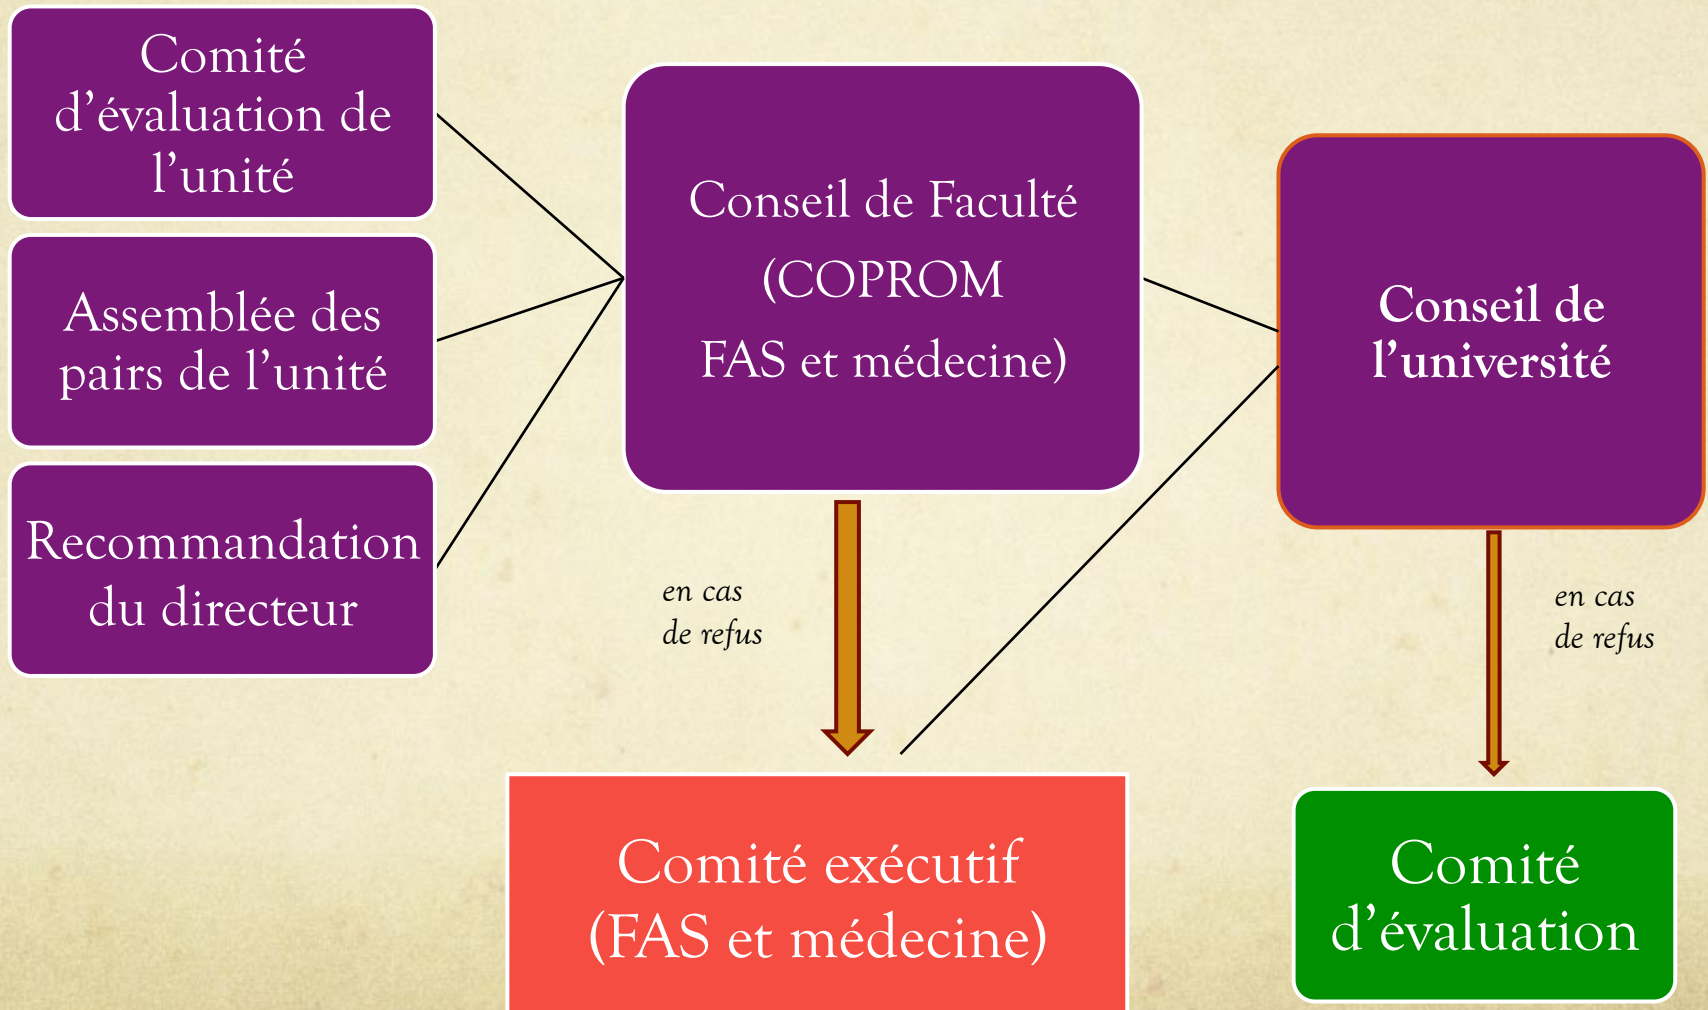 Comité
d’évaluation de
l’unité
Assemblée des
pairs de l’unité
Recommandation
du directeur
Conseil de Faculté
(COPROM
FAS et médecine)
en cas
de refus
Comité exécutif
(FAS et médecine)
Conseil de
l’université
en cas
de refus
Comité
d’évaluation